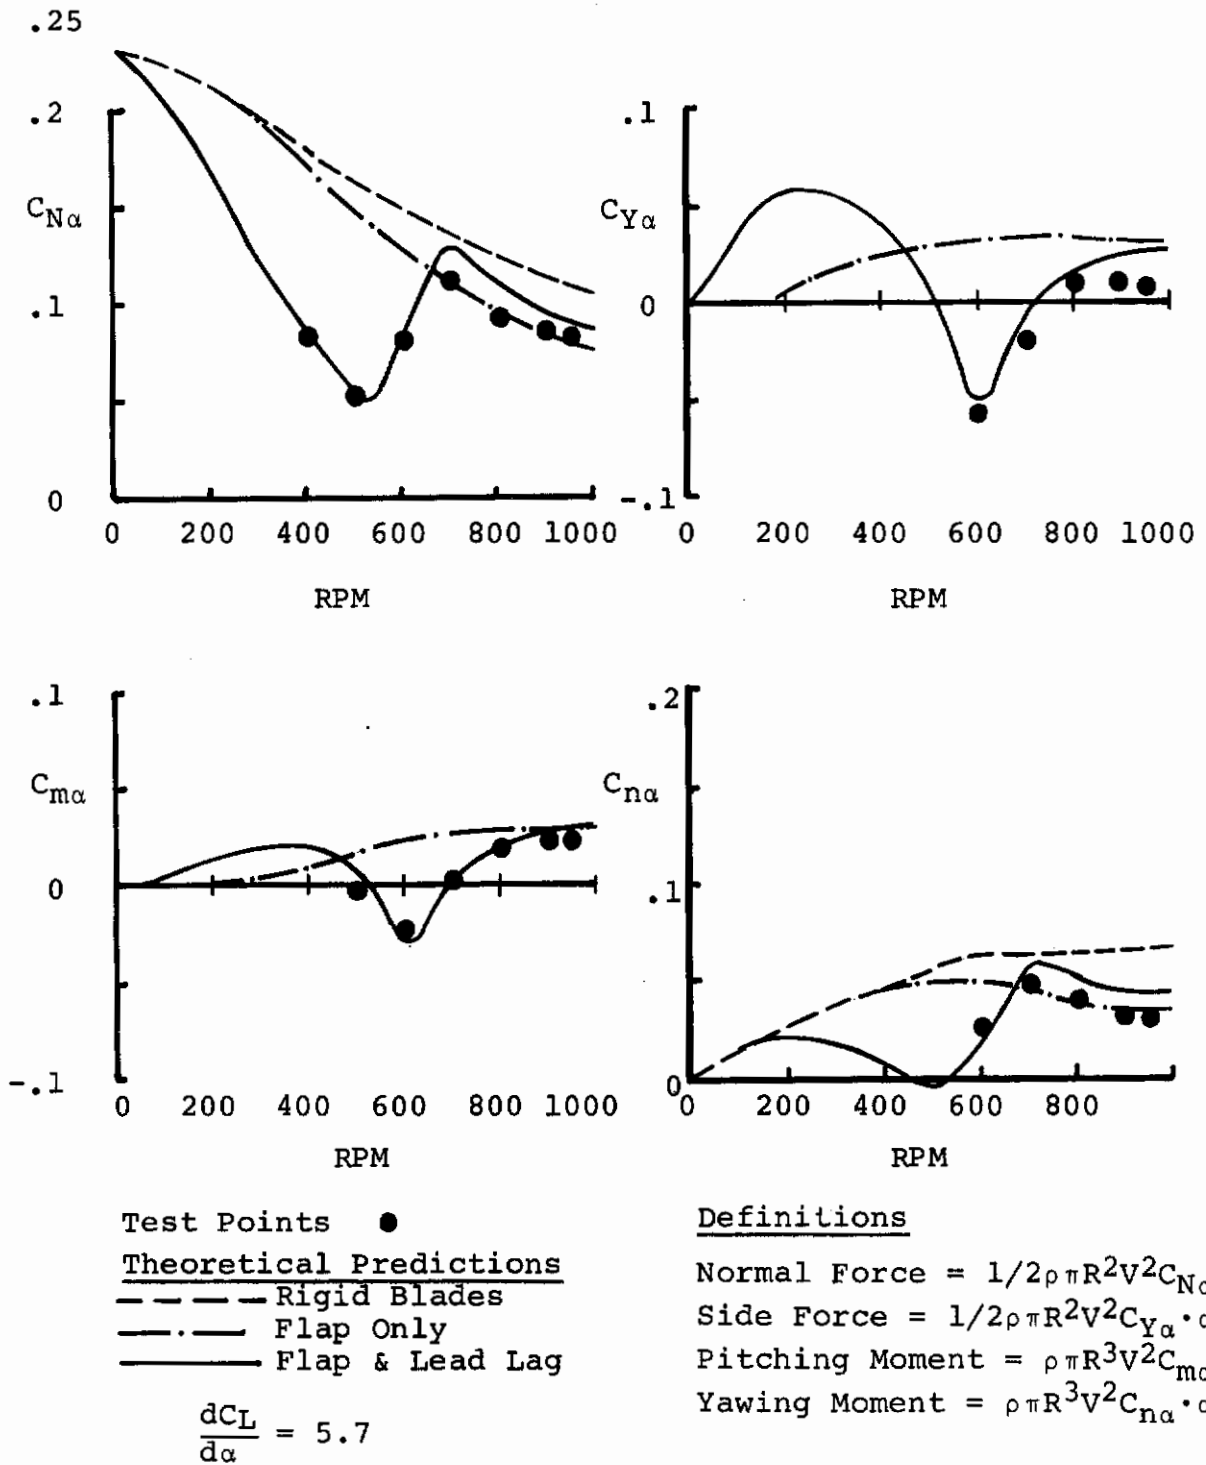 .25
.2
C_Nα
.1
0
0 200 400 600 800 1000
RPM
.1
C_Yα
0
-.1
0 200 400 600 800 1000
RPM
.1
C_mα
0
-.1
0 200 400 600 800 1000
RPM
.2
C_nα
.1
0
0 200 400 600 800
RPM
Test Points ●
Theoretical Predictions
Rigid Blades
Flap Only
Flap & Lead Lag
dC_L/dα = 5.7
Definitions
Normal Force = 1/2ρπR²V²C_Nα
Side Force = 1/2ρπR²V²C_Yα·α
Pitching Moment = ρπR³V²C_mα
Yawing Moment = ρπR³V²C_nα·α